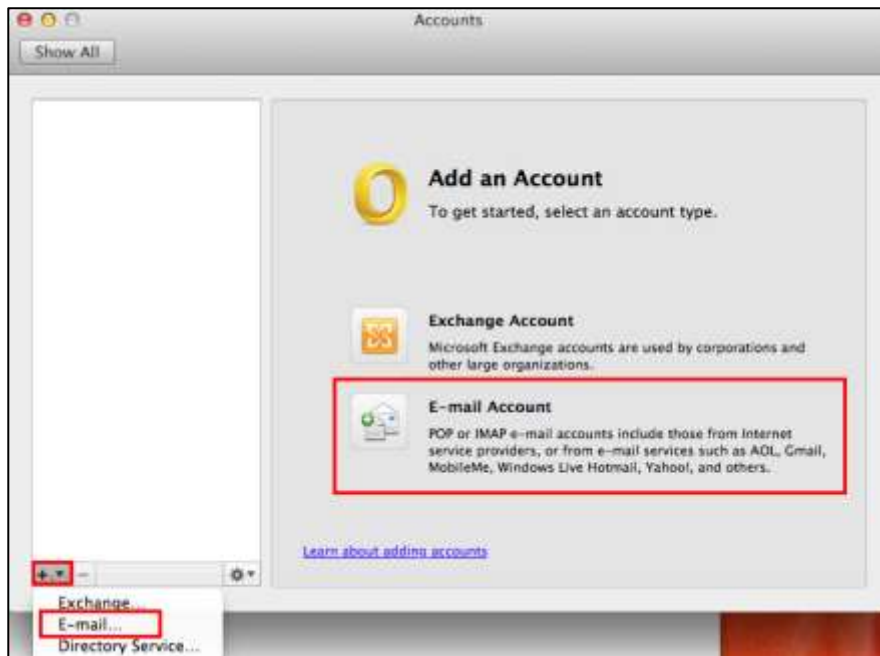 Accounts
Show All
Add an Account
To get started, select an account type.
Exchange Account
Microsoft Exchange accounts are used by corporations and
other large organizations.
E-mail Account
POP or IMAP e-mail accounts include those from Internet
service providers, or from e-mail services such as AOL, Gmail,
MobileMe, Windows Live Hotmail, Yahoo!, and others.
Learn about adding accounts
+ −
Exchange...
E-mail...
Directory Service...